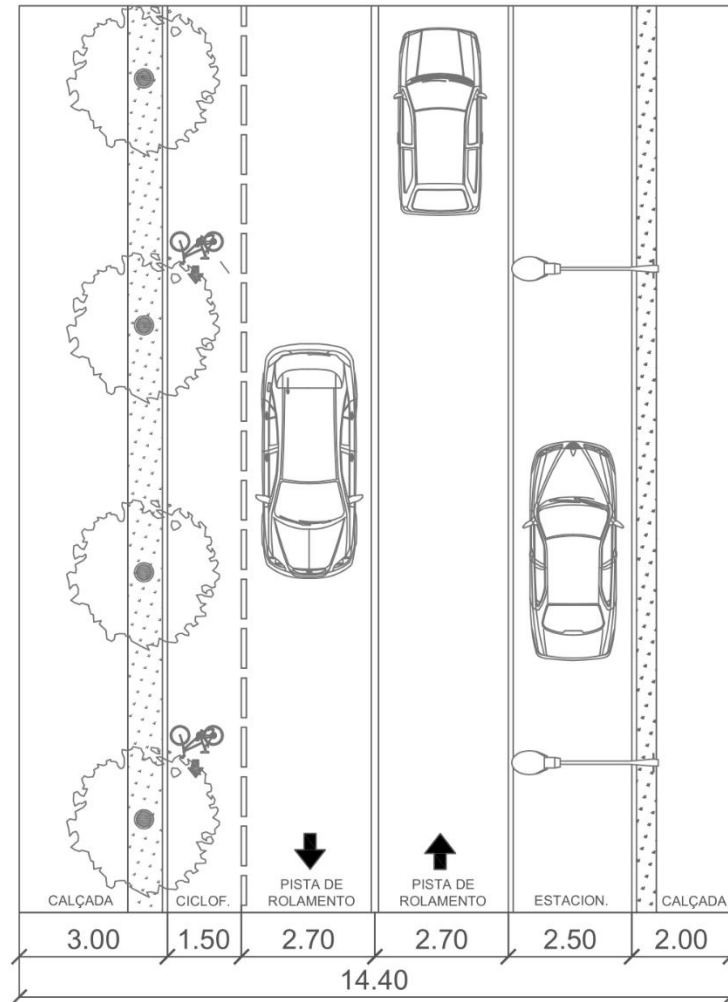 CALÇADA
CICLOF.
PISTA DE
ROLAMENTO
PISTA DE
ROLAMENTO
ESTACION.
CALÇADA
3.00
1.50
2.70
2.70
2.50
2.00
14.40